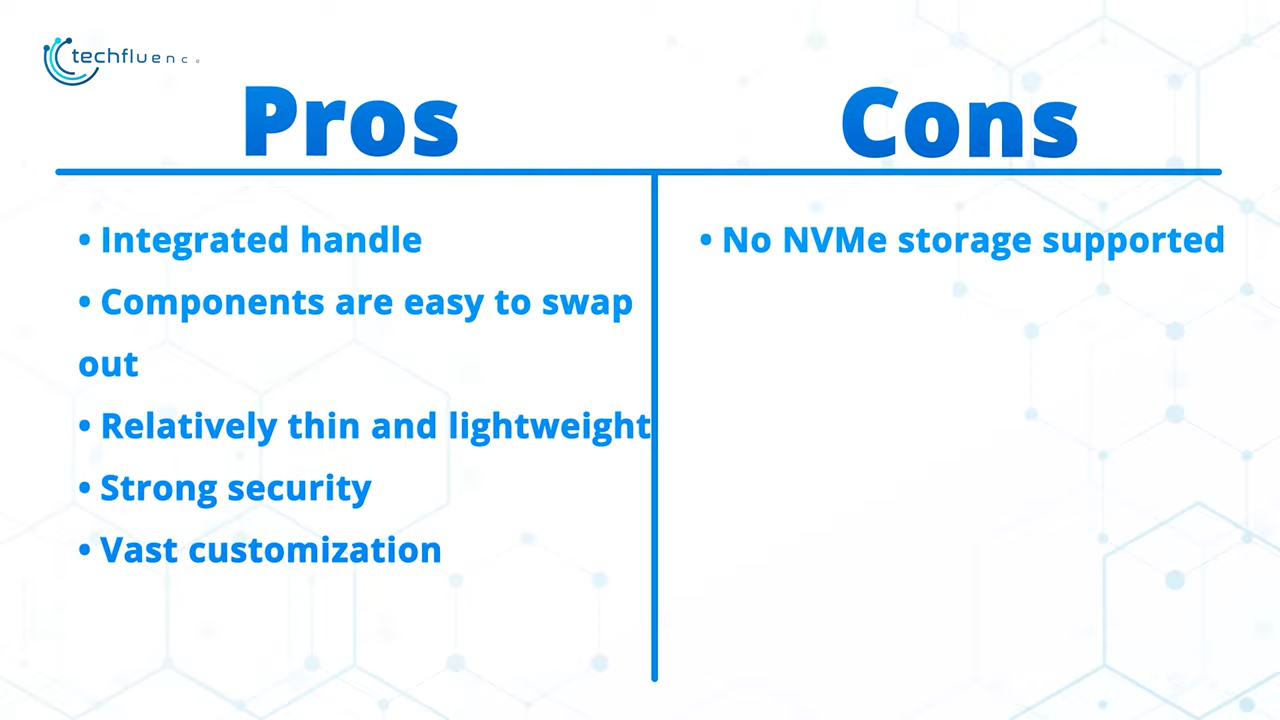 techfluenc
Pros
Cons
• Integrated handle
• Components are easy to swap
out
• Relatively thin and lightweight
• Strong security
• Vast customization
• No NVMe storage supported